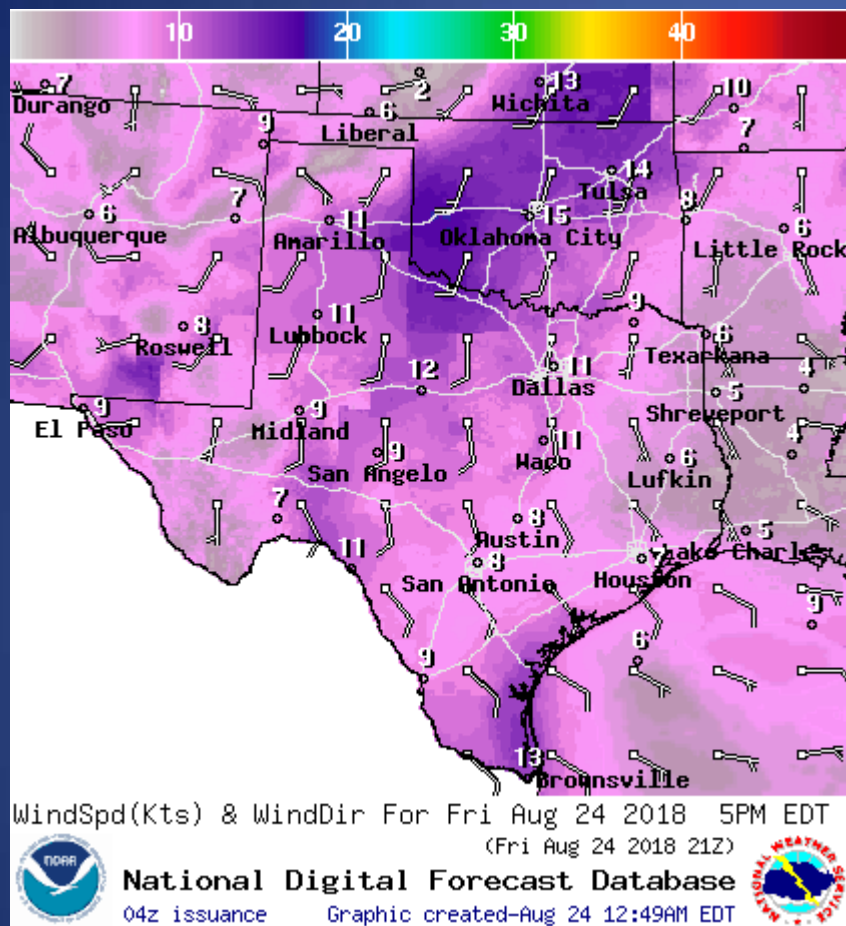 10 20 30 40
7 2 13 10
Durango Wichita
9 Liberal 6 7
14
Tulsa
6 7 11 15 8 6
Albuquerque Amarillo Oklahoma City Little Rock
8 11 9 6
Roswell Lubbock Texarkana
12 11 4
Dallas
9 9 5
El Paso Midland Shreveport
9 11 6 4
San Angelo Waco Lufkin
7 8 5
Austin
11 8 7
San Antonio Houston Lake Charles
9 6 9
13
Brownsville
WindSpd(Kts) & WindDir For Fri Aug 24 2018 5PM EDT
(Fri Aug 24 2018 21Z)
NOAA
National Digital Forecast Database
04z issuance Graphic created-Aug 24 12:49AM EDT
NATIONAL WEATHER SERVICE